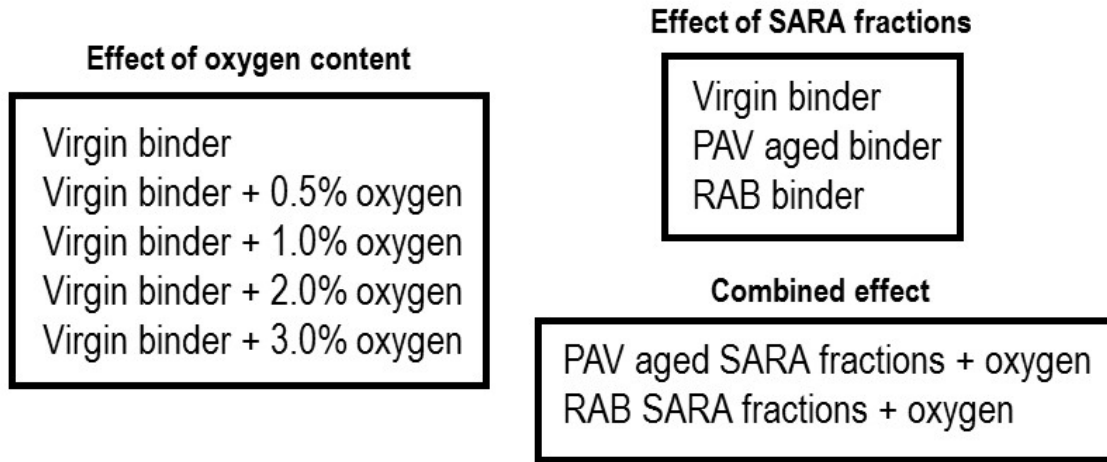 Effect of oxygen content
Virgin binder
Virgin binder + 0.5% oxygen
Virgin binder + 1.0% oxygen
Virgin binder + 2.0% oxygen
Virgin binder + 3.0% oxygen
Effect of SARA fractions
Virgin binder
PAV aged binder
RAB binder
Combined effect
PAV aged SARA fractions + oxygen
RAB SARA fractions + oxygen